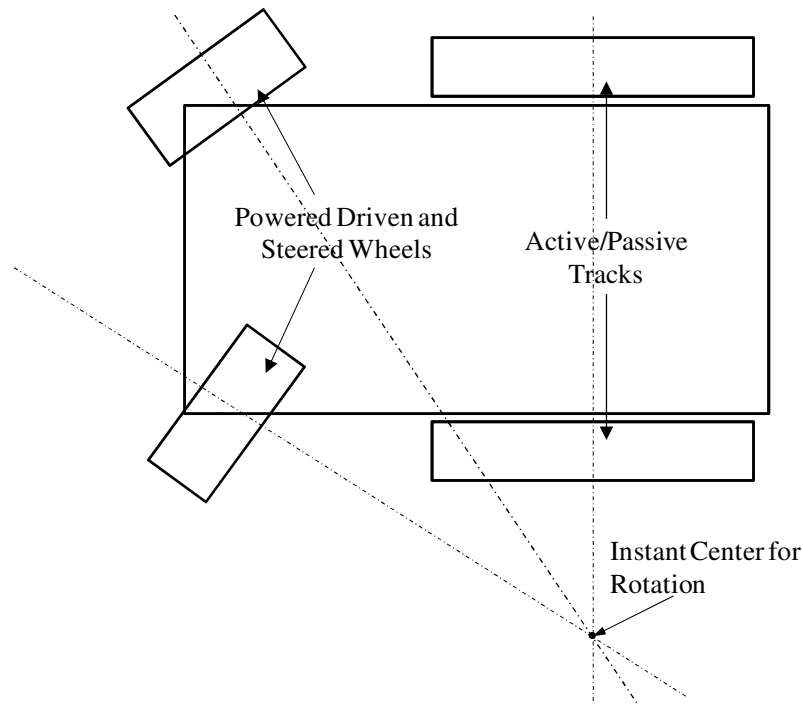 Powered Driven and
Steered Wheels
Active/Passive
Tracks
Instant Center for
Rotation